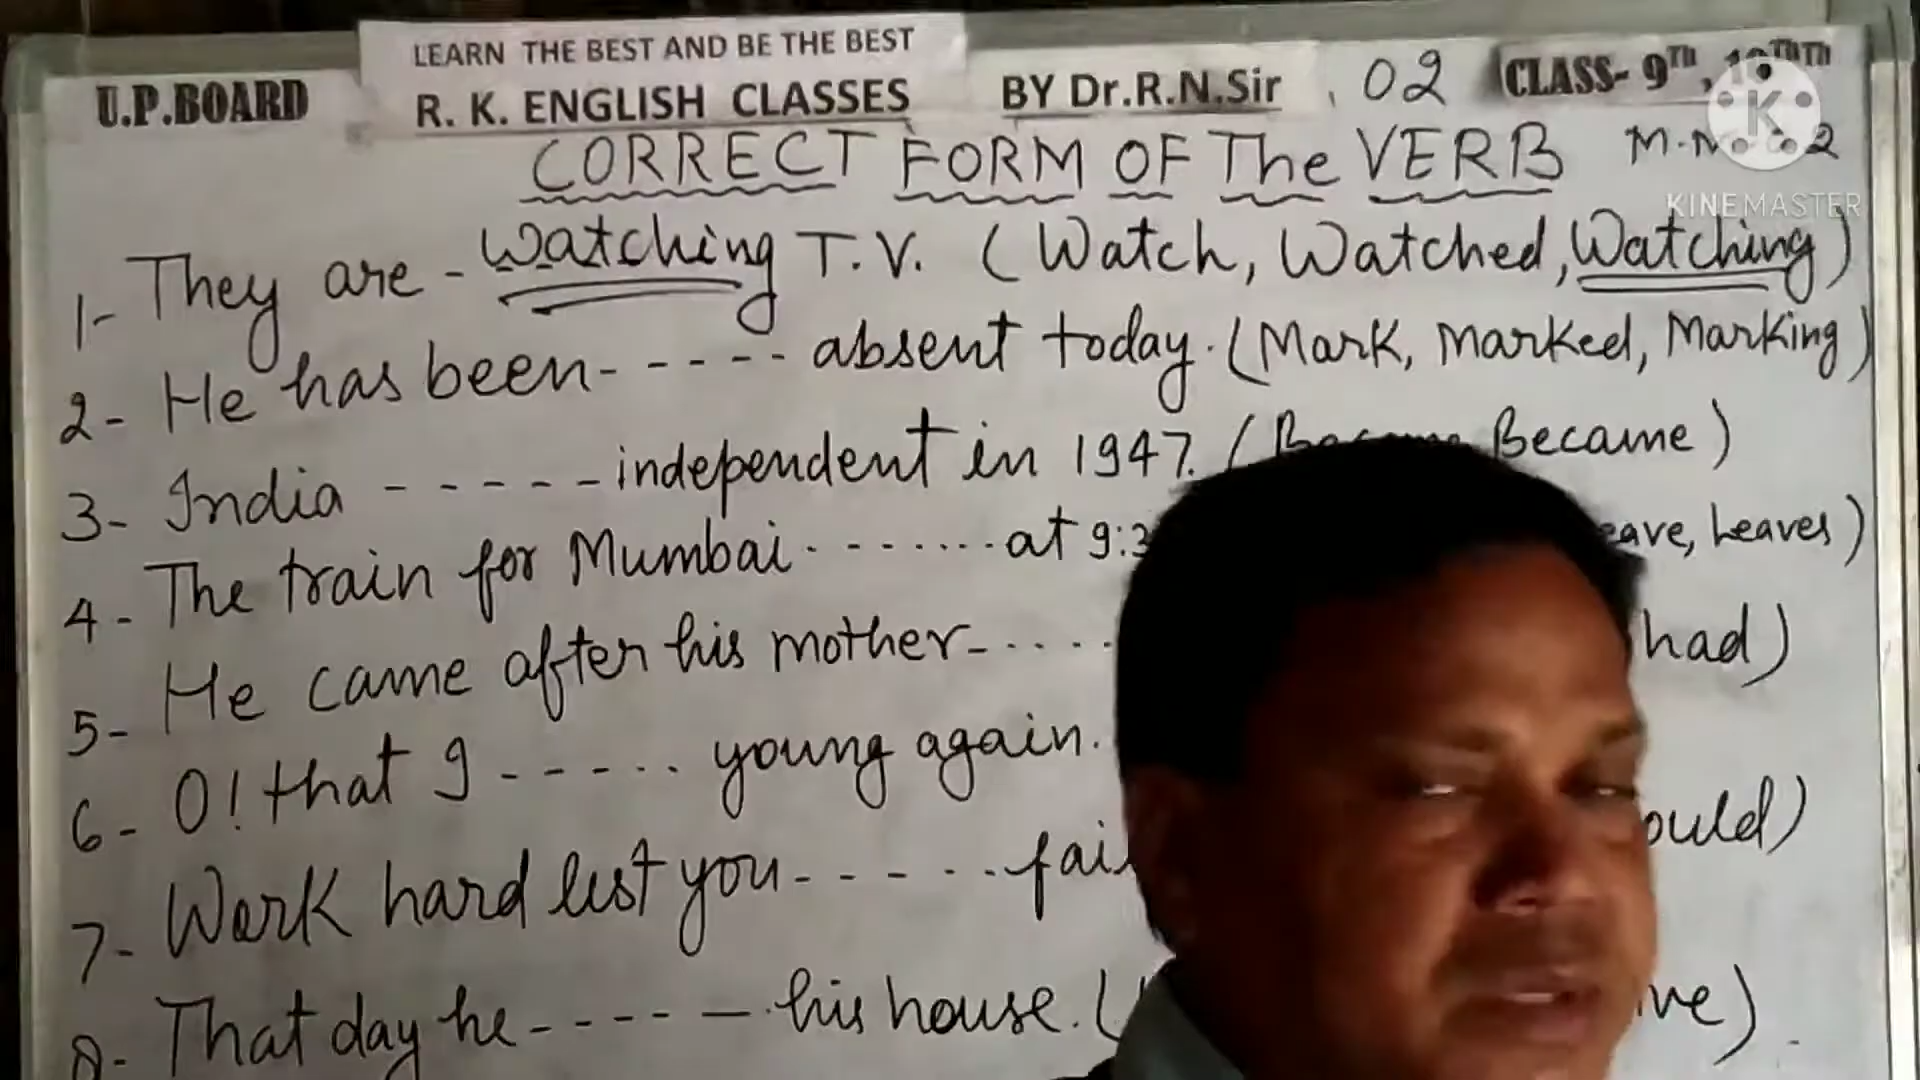 LEARN THE BEST AND BE THE BEST
U.P.BOARD R. K. ENGLISH CLASSES BY Dr.R.N.Sir . 02 CLASS- 9TH,
CORRECT FORM OF The VERB
KINEMASTER
1- They are - Watching T.V. (Watch, Watched, Watching)
2- He has been- - - - - absent today. (Mark, Marked, Marking)
3- India - - - - - - independent in 1947. ( Became)
4- The train for Mumbai - - - - - - - at Leaves)
5- He came after his mother - - - - - had)
6- O! that I - - - - - young again.
7- Work hard lest you - - - - - -
8- That day he - - - - - his house. (